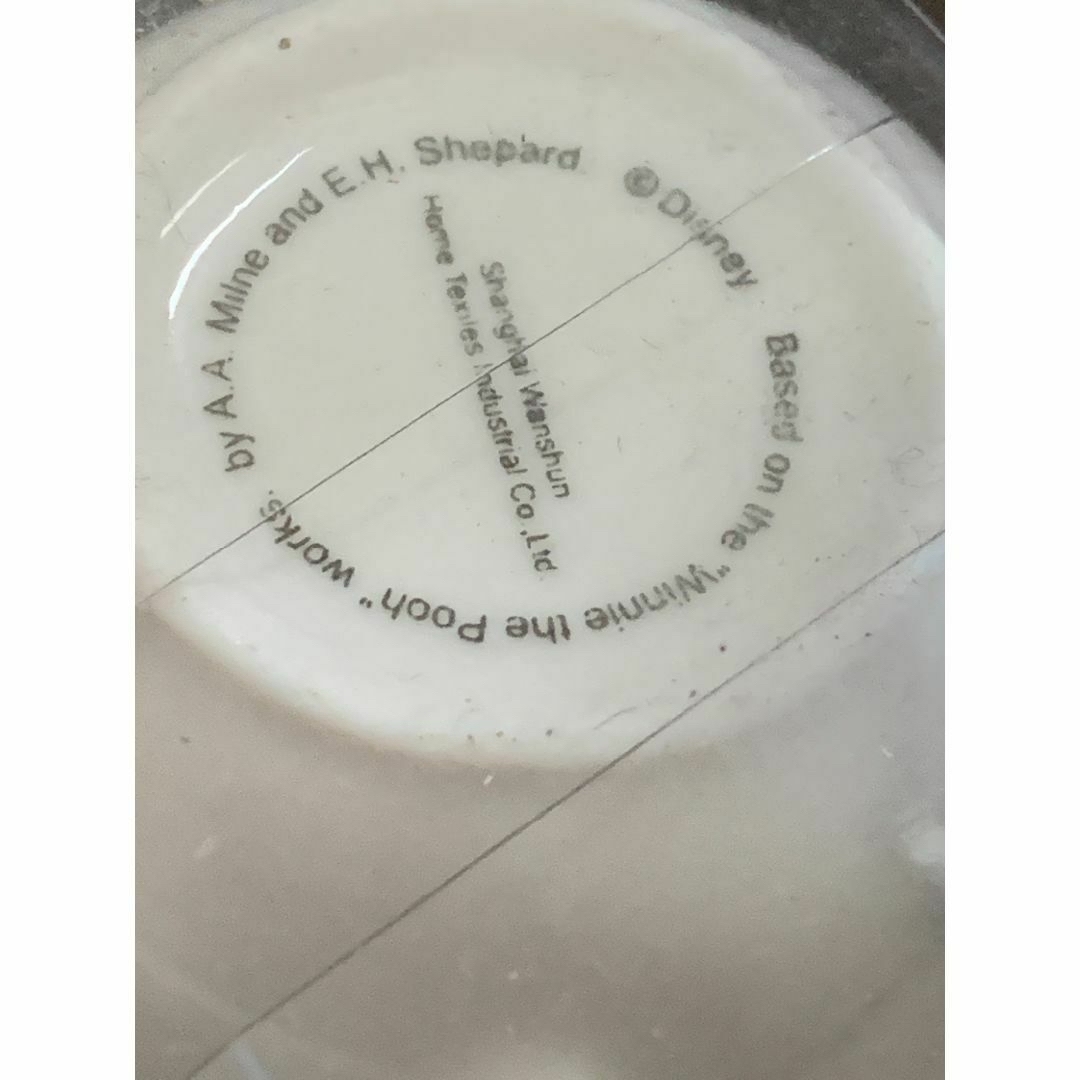 © Disney
Based on the "Winnie the Pooh" works.
by A.A. Milne and E.H. Shepard
Shanghai Wanshun
Home Textiles Industrial Co.,Ltd